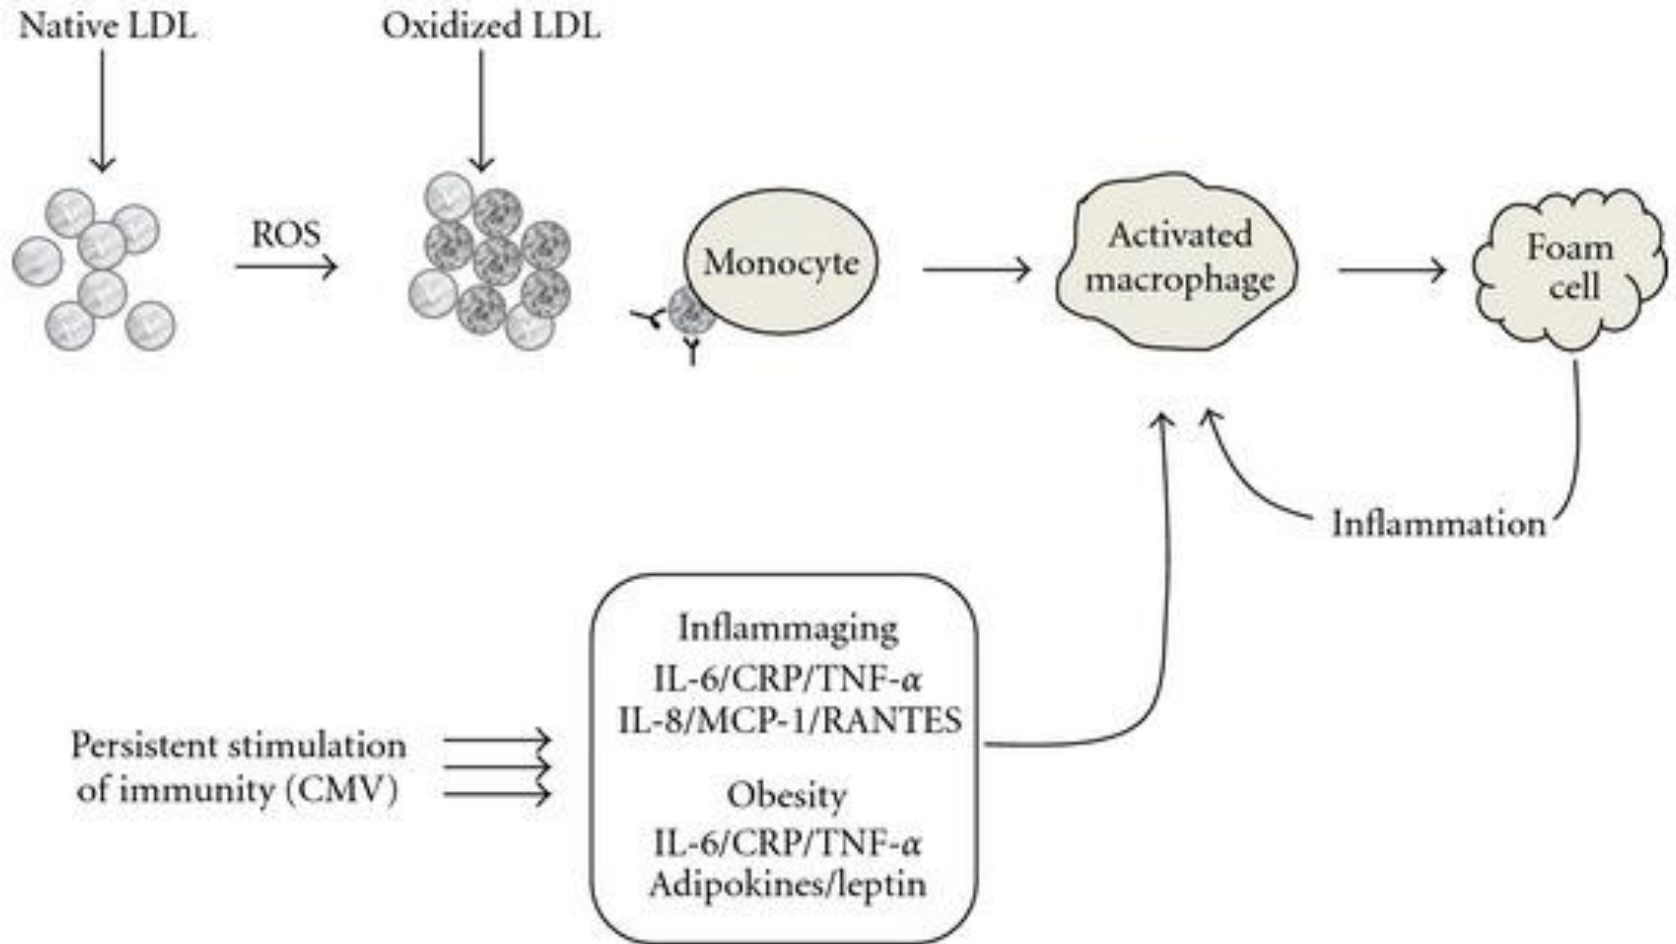 Native LDL
Oxidized LDL
ROS
Monocyte
Activated
macrophage
Foam
cell
Inflammation
Inflammaging
IL-6/CRP/TNF-α
IL-8/MCP-1/RANTES
Persistent stimulation
of immunity (CMV)
Obesity
IL-6/CRP/TNF-α
Adipokines/leptin